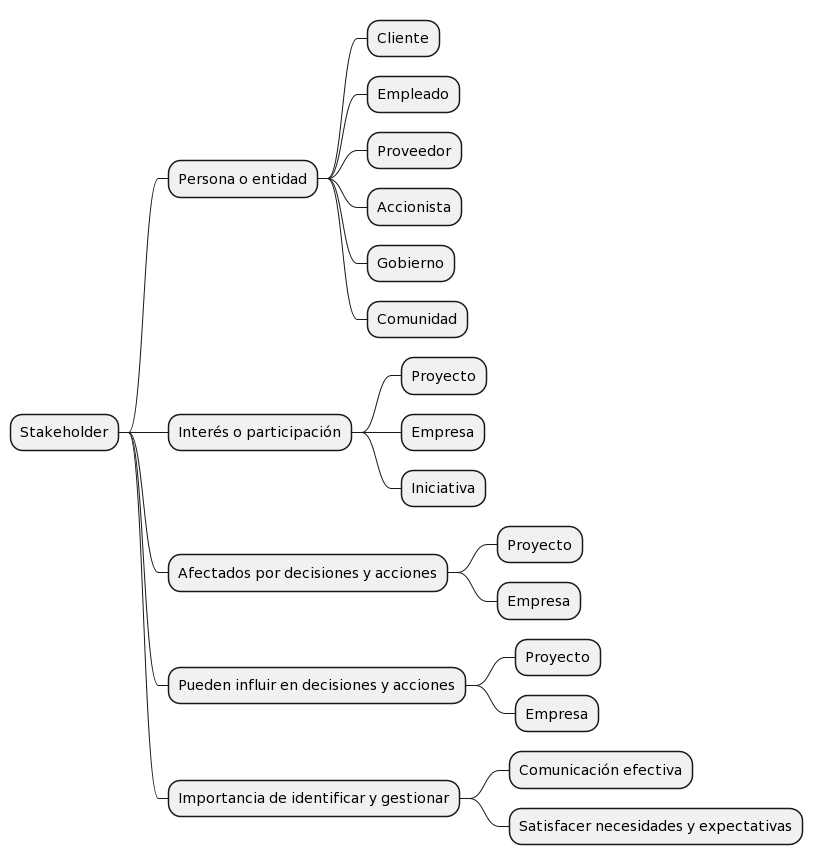 Stakeholder
Persona o entidad
Cliente
Empleado
Proveedor
Accionista
Gobierno
Comunidad
Interés o participación
Proyecto
Empresa
Iniciativa
Afectados por decisiones y acciones
Proyecto
Empresa
Pueden influir en decisiones y acciones
Proyecto
Empresa
Importancia de identificar y gestionar
Comunicación efectiva
Satisfacer necesidades y expectativas